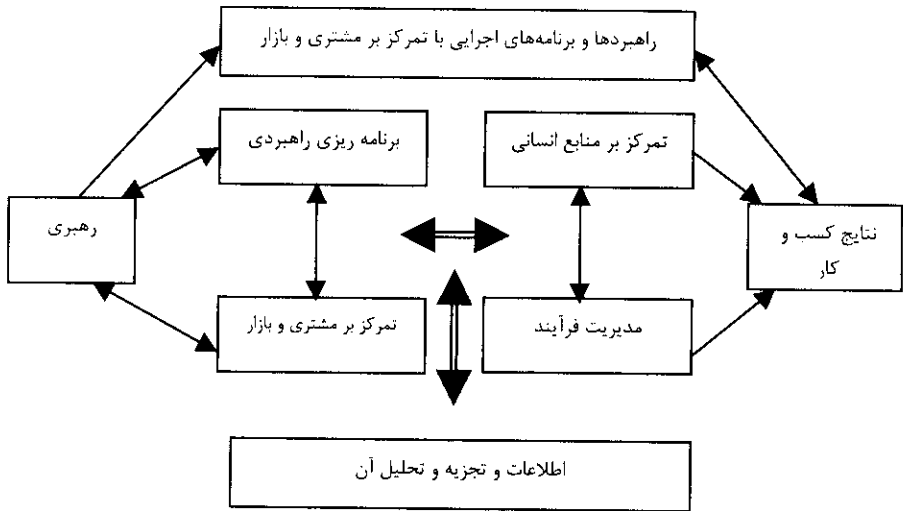 راهبردها و برنامه‌های اجرایی با تمرکز بر مشتری و بازار
تمرکز بر منابع انسانی
برنامه ریزی راهبردی
نتایج کسب و
کار
رهبری
مدیریت فرآیند
تمرکز بر مشتری و بازار
اطلاعات و تجزیه و تحلیل آن